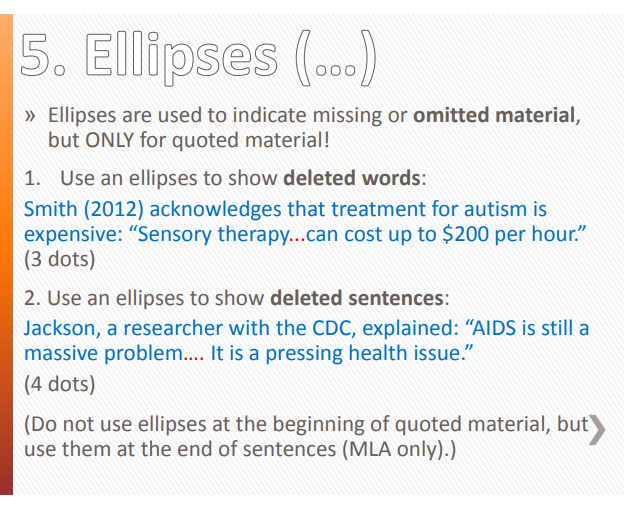 5. Ellipses (...)
» Ellipses are used to indicate missing or omitted material,
but ONLY for quoted material!
1. Use an ellipses to show deleted words:
Smith (2012) acknowledges that treatment for autism is
expensive: “Sensory therapy...can cost up to $200 per hour.”
(3 dots)
2. Use an ellipses to show deleted sentences:
Jackson, a researcher with the CDC, explained: “AIDS is still a
massive problem.... It is a pressing health issue.”
(4 dots)
(Do not use ellipses at the beginning of quoted material, but
use them at the end of sentences (MLA only).)